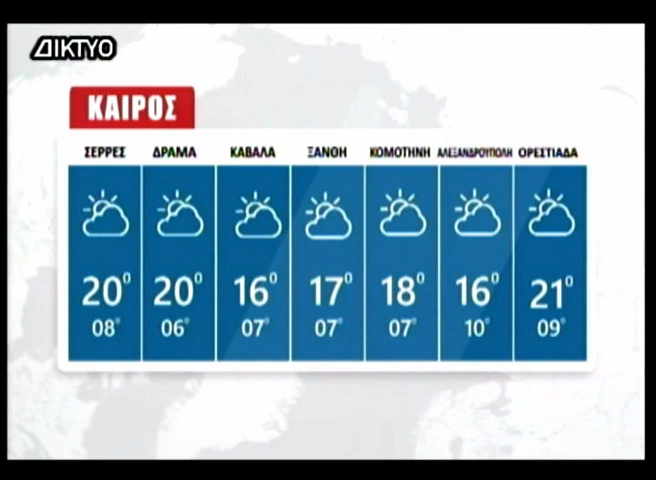 ΔΙΚΤΥΟ
ΚΑΙΡΟΣ
ΣΕΡΡΕΣ ΔΡΑΜΑ ΚΑΒΑΛΑ ΞΑΝΘΗ ΚΟΜΟΤΗΝΗ ΑΛΕΞΑΝΔΡΟΥΠΟΛΗ ΟΡΕΣΤΙΑΔΑ
20° 20° 16° 17° 18° 16° 21°
08° 06° 07° 07° 07° 10° 09°